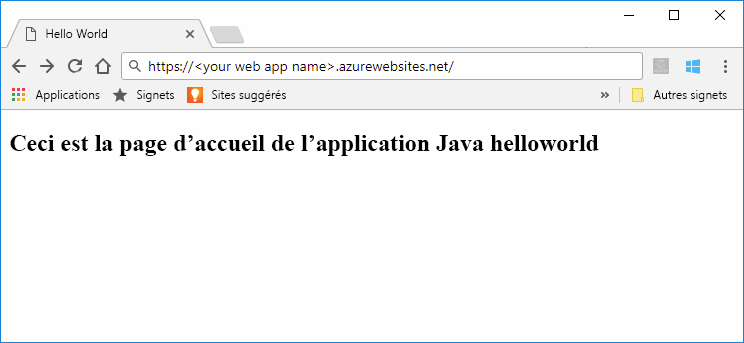 Hello World
https://<your web app name>.azurewebsites.net/
Applications Signets Sites suggérés » Autres signets
Ceci est la page d’accueil de l’application Java helloworld